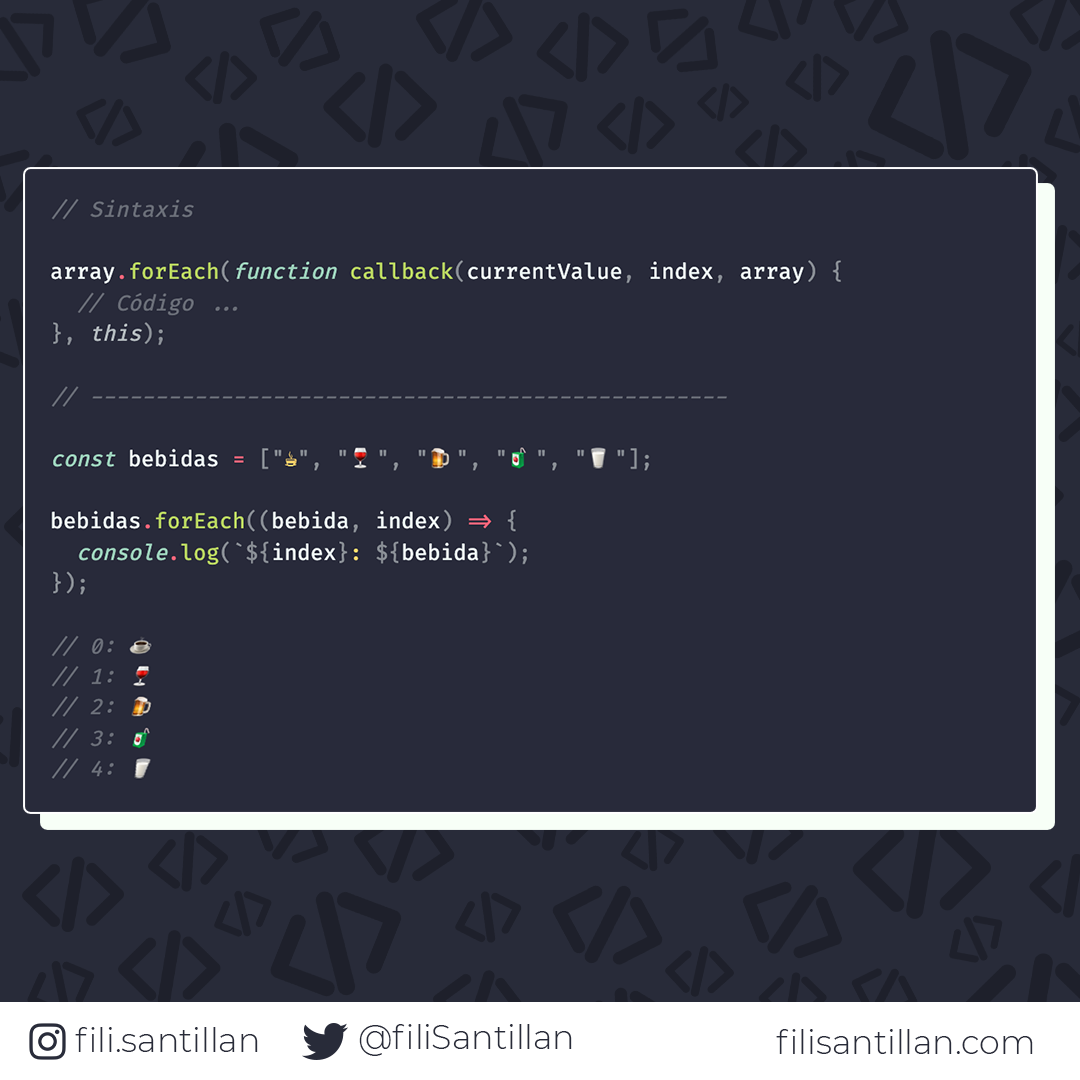 // Sintaxis
array.forEach(function callback(currentValue, index, array) {
// Código ...
}, this);
// -------------------------------------------------
const bebidas = ["☕", "🍷", "🍺", "🧃", "🥛"];
bebidas.forEach((bebida, index) => {
console.log(`${index}: ${bebida}`);
});
// 0: ☕
// 1: 🍷
// 2: 🍺
// 3: 🧃
// 4: 🥛
fili.santillan
@filiSantillan
filisantillan.com